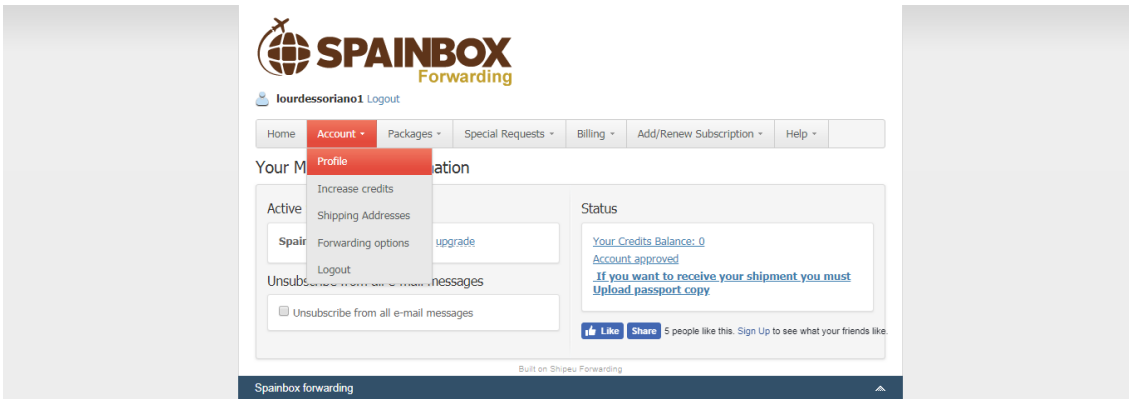 SPAINBOX
Forwarding
lourdessoriano1 Logout
Home Account Packages Special Requests Billing Add/Renew Subscription Help
Profile
Increase credits
Shipping Addresses
Forwarding options
Logout
Your M ation
Active
Spain upgrade
Unsubscribe from all e-mail messages
Unsubscribe from all e-mail messages
Status
Your Credits Balance: 0
Account approved
If you want to receive your shipment you must
Upload passport copy
Like Share 5 people like this. Sign Up to see what your friends like.
Built on Shipeu Forwarding
Spainbox forwarding